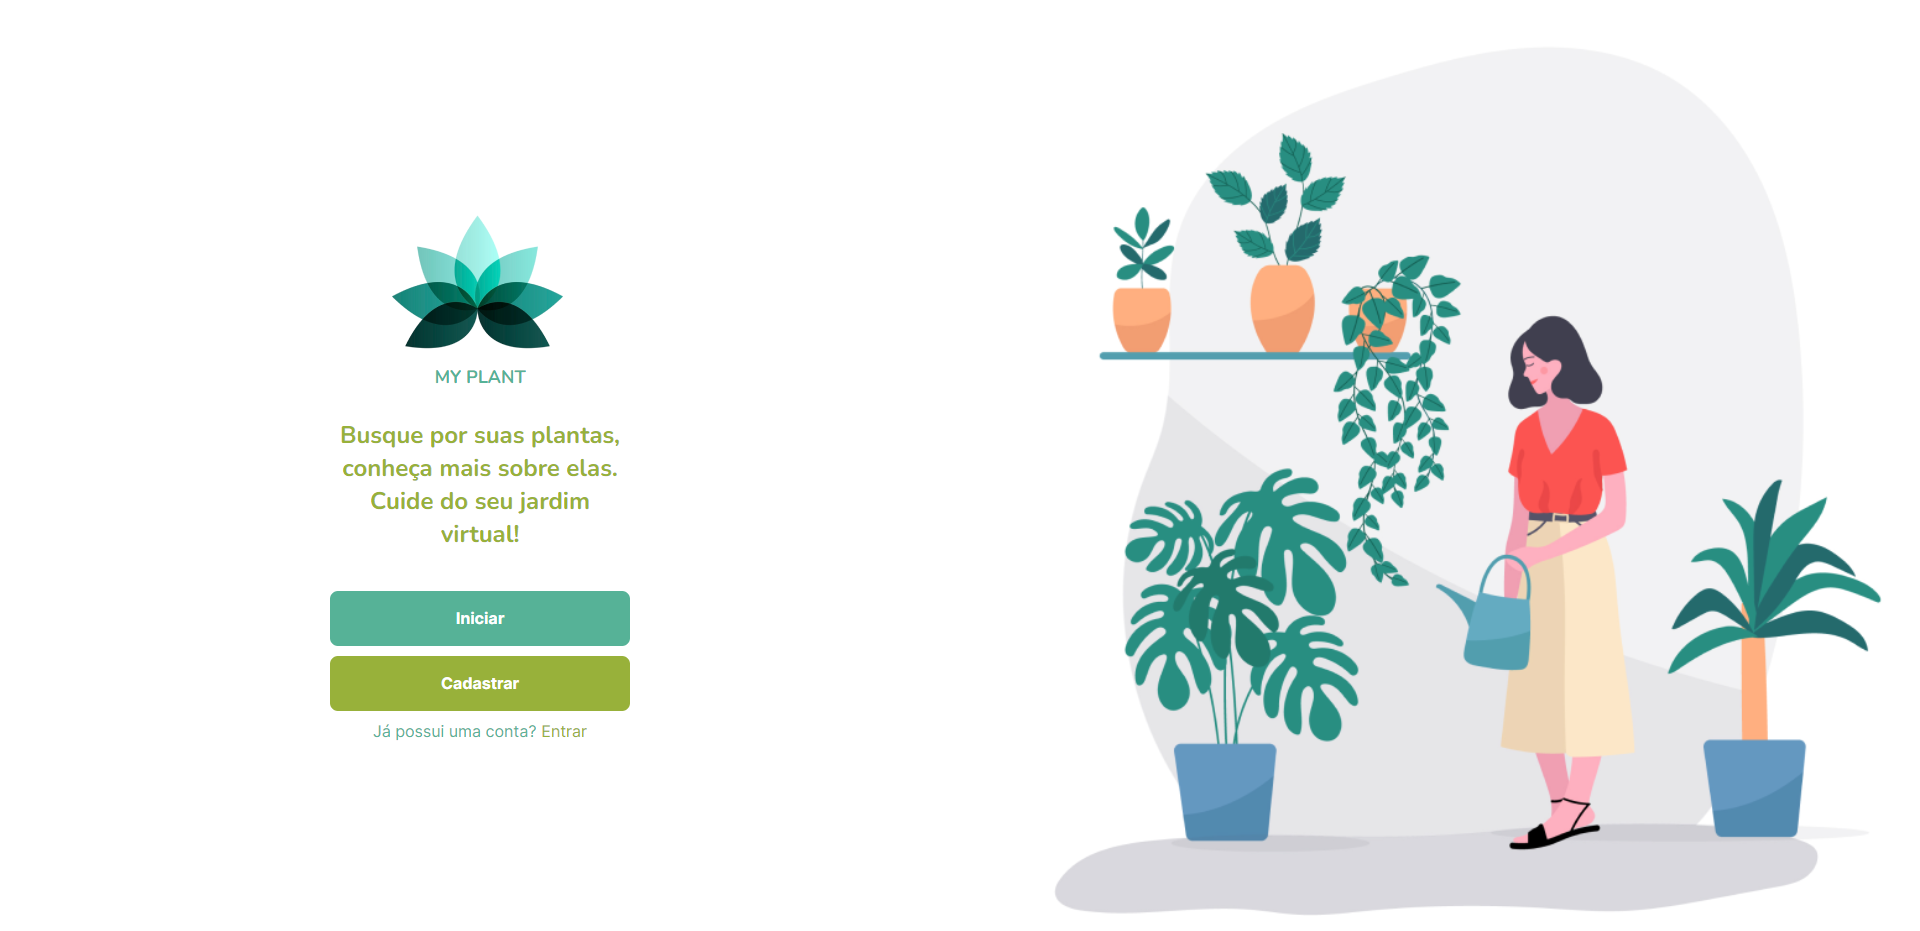 MY PLANT
Busque por suas plantas,
conheça mais sobre elas.
Cuide do seu jardim
virtual!
Iniciar
Cadastrar
Já possui uma conta? Entrar